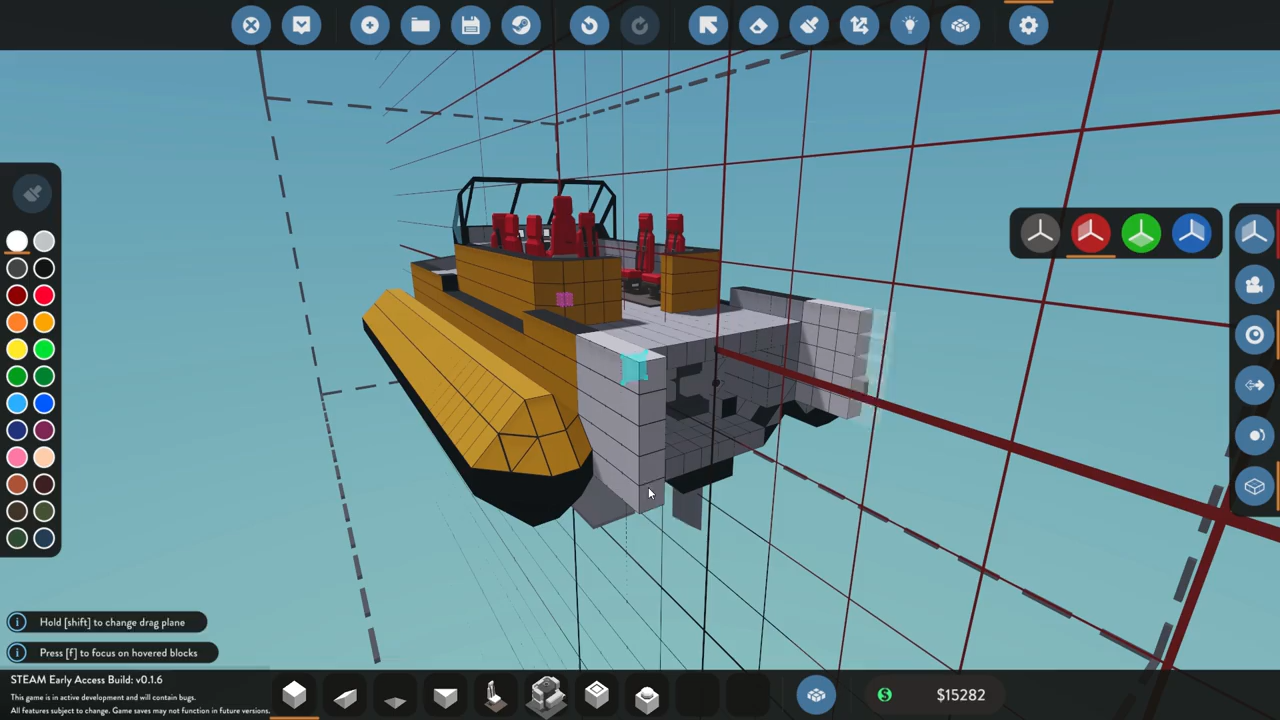 Hold [shift] to change drag plane
Press [f] to focus on hovered blocks
STEAM Early Access Build: v0.1.6
This game is in active development and will contain bugs.
All features subject to change. Game saves may not function in future versions.
$ $15282